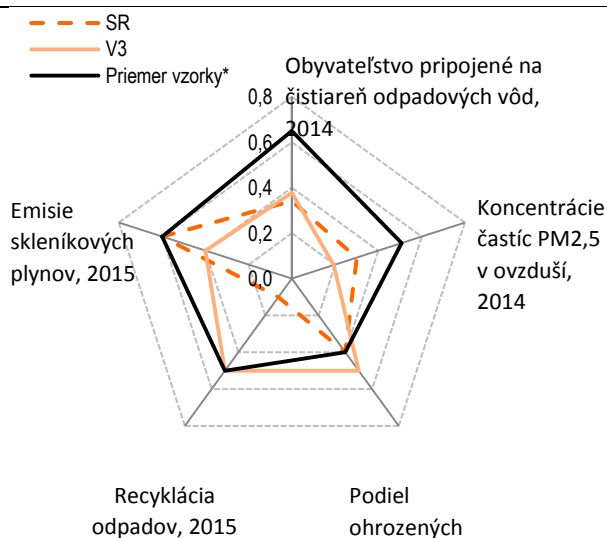 SR
V3
Priemer vzorky*
Obyvateľstvo pripojené na
čistiareň odpadových vôd,
2014
0,8
0,6
0,4
0,2
0,0
Koncentrácie
častíc PM2,5
v ovzduší,
2014
Emisie
skleníkových
plynov, 2015
Recyklácia
odpadov, 2015
Podiel
ohrozených